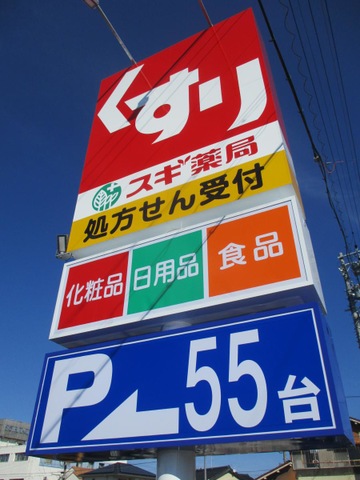 くすり
スギ薬局
処方せん受付
化粧品 日用品 食品
P 55台